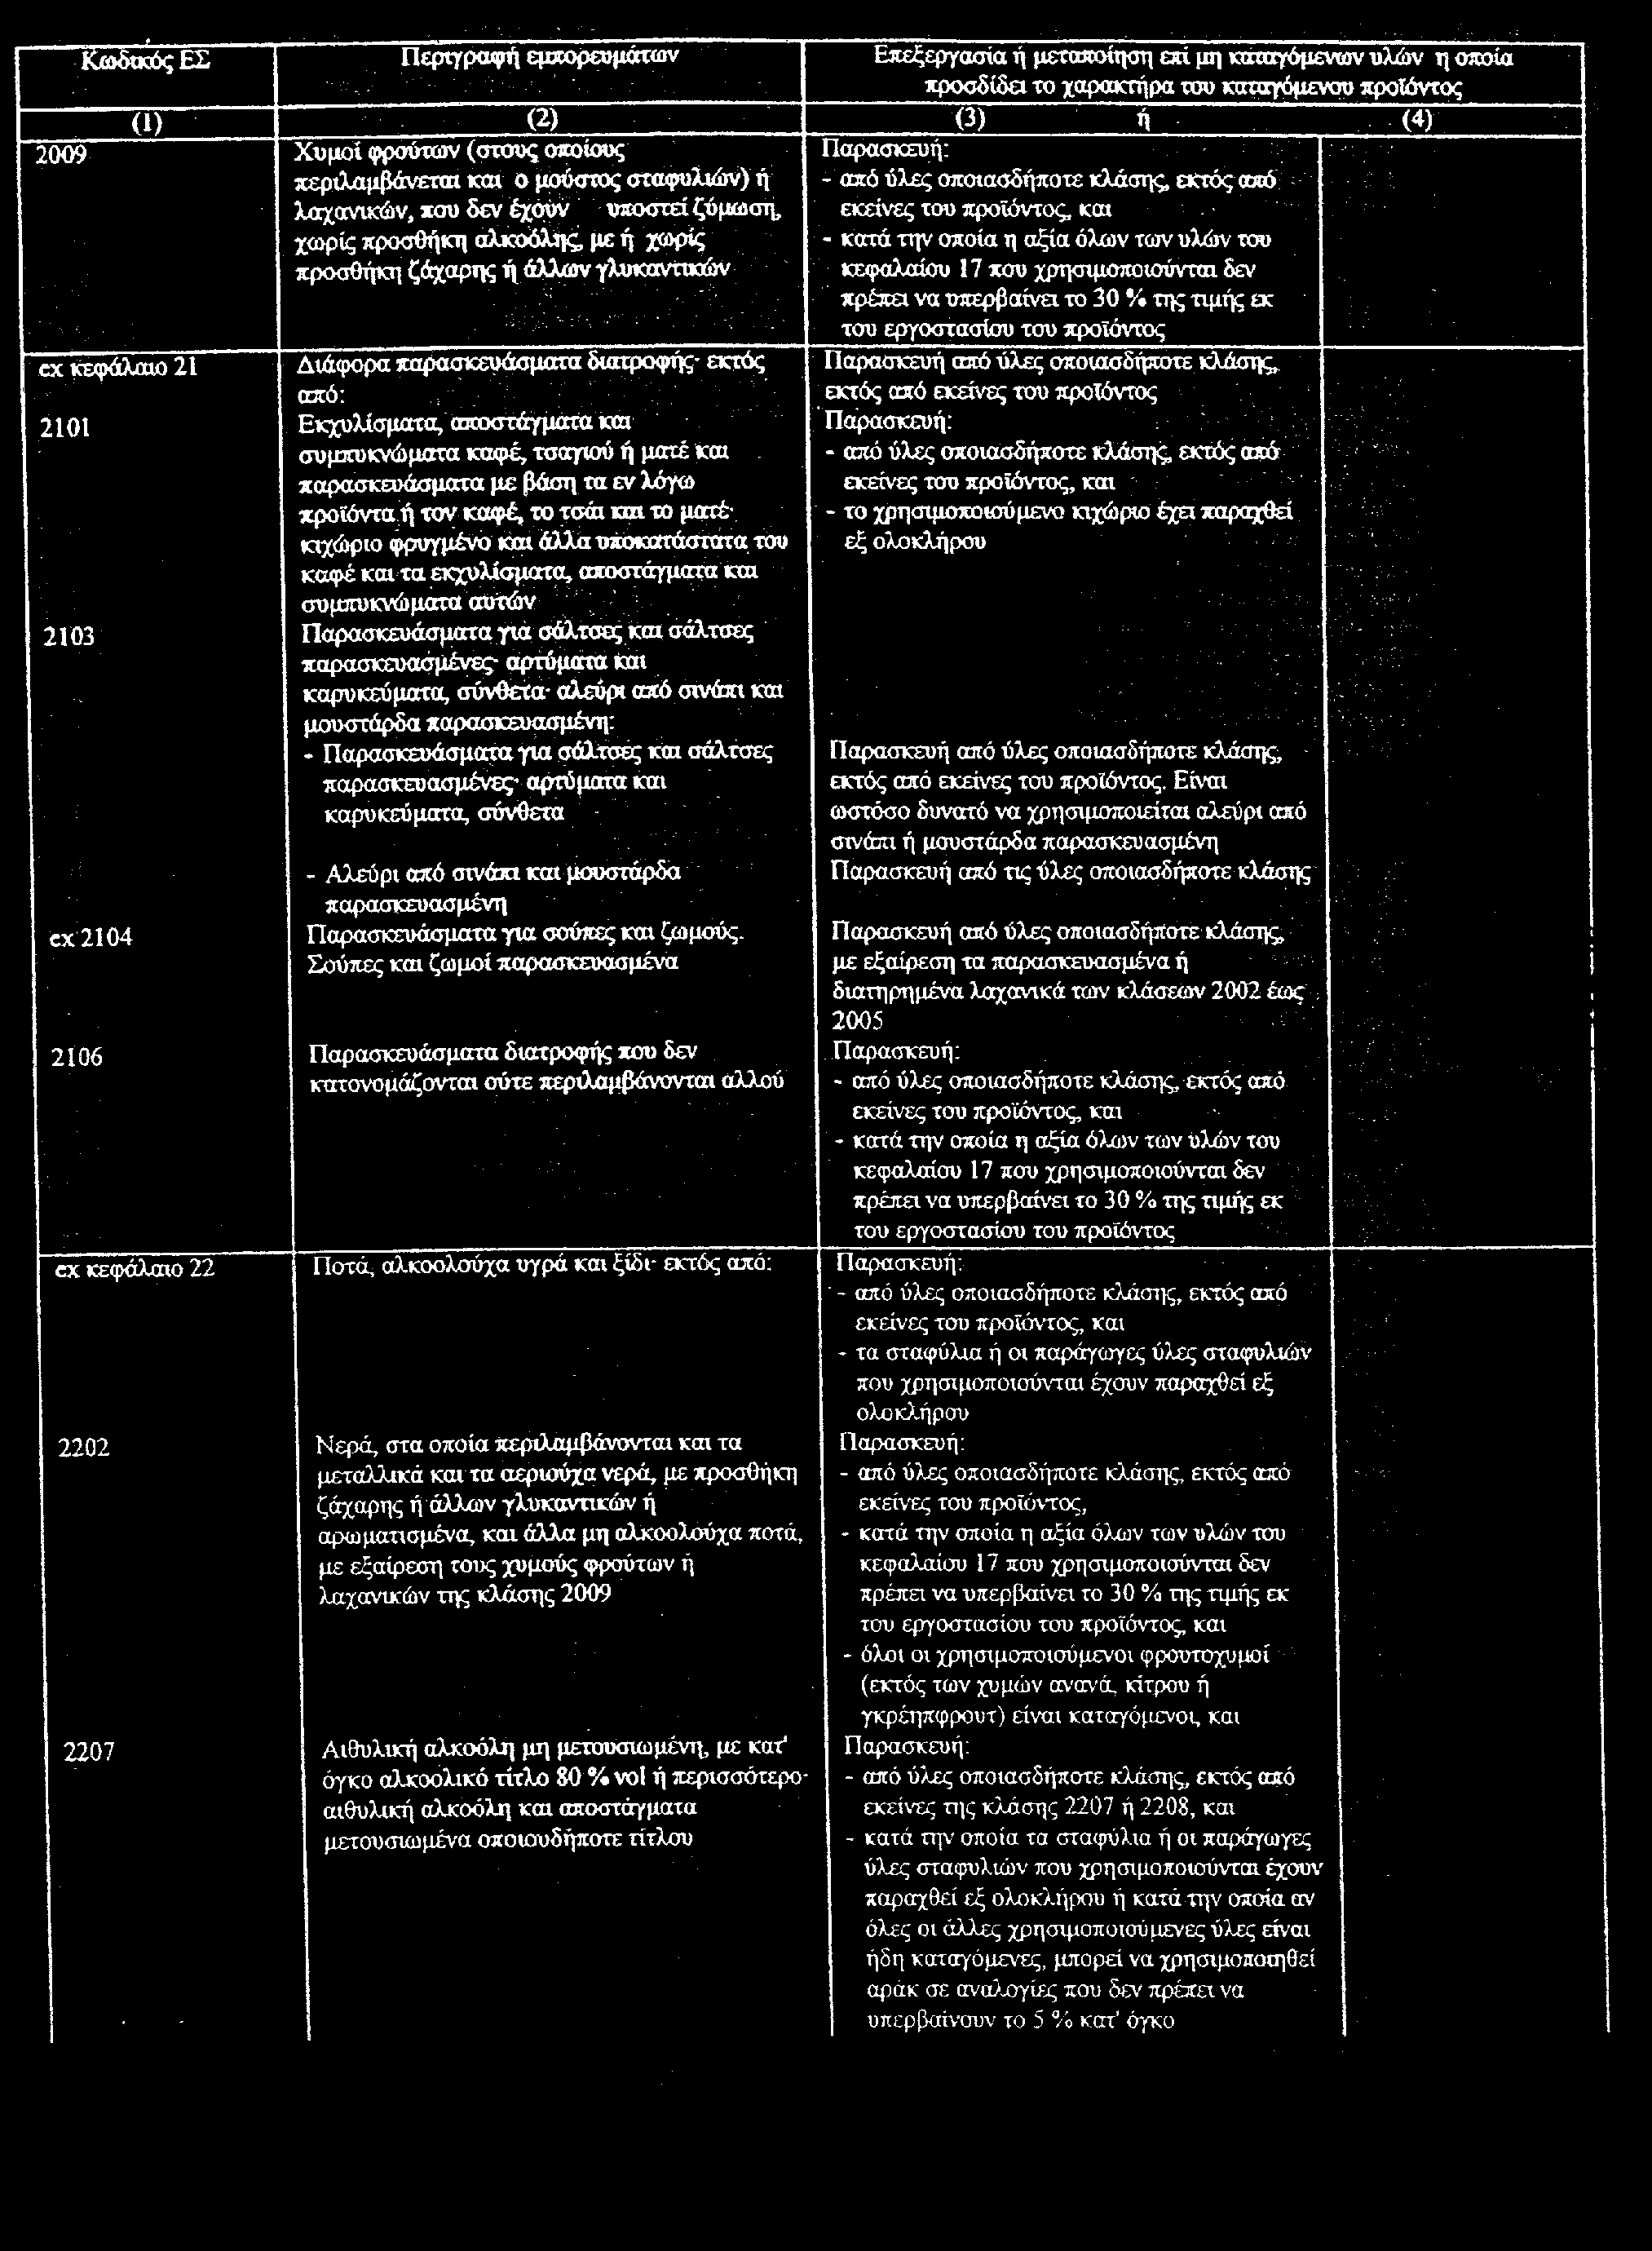 Κωδικός ΕΣ
Περιγραφή εμπορευμάτων
Επεξεργασία ή μεταποίηση επί μη καταγόμενων υλών η οποία
προσδίδει το χαρακτήρα του καταγόμενου προϊόντος
(1)
(2)
(3) ή (4)
2009
Χυμοί φρούτων (στους οποίους
περιλαμβάνεται και ο μούστος σταφυλιών) ή
λαχανικών, που δεν έχουν υποστεί ζύμωση,
χωρίς προσθήκη αλκοόλης, με ή χωρίς
προσθήκη ζάχαρης ή άλλων γλυκαντικών
Παρασκευή:
- από ύλες οποιασδήποτε κλάσης, εκτός από
εκείνες του προϊόντος, και
- κατά την οποία η αξία όλων των υλών του
κεφαλαίου 17 που χρησιμοποιούνται δεν
πρέπει να υπερβαίνει το 30 % της τιμής εκ
του εργοστασίου του προϊόντος
ex κεφάλαιο 21
Διάφορα παρασκευάσματα διατροφής· εκτός
από:
Παρασκευή από ύλες οποιασδήποτε κλάσης,
εκτός από εκείνες του προϊόντος
2101
Εκχυλίσματα, αποστάγματα και
συμπυκνώματα καφέ, τσαγιού ή ματέ και
παρασκευάσματα με βάση τα εν λόγω
προϊόντα ή τον καφέ, το τσάι και το ματέ·
κιχώριο φρυγμένο και άλλα υποκατάστατα του
καφέ και τα εκχυλίσματα, αποστάγματα και
συμπυκνώματα αυτών
Παρασκευή:
- από ύλες οποιασδήποτε κλάσης, εκτός από
εκείνες του προϊόντος, και
- το χρησιμοποιούμενο κιχώριο έχει παραχθεί
εξ ολοκλήρου
2103
Παρασκευάσματα για σάλτσες και σάλτσες
παρασκευασμένες· αρτύματα και
καρυκεύματα, σύνθετα· αλεύρι από σινάπι και
μουστάρδα παρασκευασμένη:
- Παρασκευάσματα για σάλτσες και σάλτσες
παρασκευασμένες· αρτύματα και
καρυκεύματα, σύνθετα
Παρασκευή από ύλες οποιασδήποτε κλάσης,
εκτός από εκείνες του προϊόντος. Είναι
ωστόσο δυνατό να χρησιμοποιείται αλεύρι από
σινάπι ή μουστάρδα παρασκευασμένη
- Αλεύρι από σινάπι και μουστάρδα
παρασκευασμένη
Παρασκευή από τις ύλες οποιασδήποτε κλάσης
ex 2104
Παρασκευάσματα για σούπες και ζωμούς.
Σούπες και ζωμοί παρασκευασμένα
Παρασκευή από ύλες οποιασδήποτε κλάσης,
με εξαίρεση τα παρασκευασμένα ή
διατηρημένα λαχανικά των κλάσεων 2002 έως
2005
2106
Παρασκευάσματα διατροφής που δεν
κατονομάζονται ούτε περιλαμβάνονται αλλού
Παρασκευή:
- από ύλες οποιασδήποτε κλάσης, εκτός από
εκείνες του προϊόντος, και
- κατά την οποία η αξία όλων των υλών του
κεφαλαίου 17 που χρησιμοποιούνται δεν
πρέπει να υπερβαίνει το 30 % της τιμής εκ
του εργοστασίου του προϊόντος
ex κεφάλαιο 22
Ποτά, αλκοολούχα υγρά και ξίδι· εκτός από:
Παρασκευή:
- από ύλες οποιασδήποτε κλάσης, εκτός από
εκείνες του προϊόντος, και
- τα σταφύλια ή οι παράγωγες ύλες σταφυλιών
που χρησιμοποιούνται έχουν παραχθεί εξ
ολοκλήρου
2202
Νερά, στα οποία περιλαμβάνονται και τα
μεταλλικά και τα αεριούχα νερά, με προσθήκη
ζάχαρης ή άλλων γλυκαντικών ή
αρωματισμένα, και άλλα μη αλκοολούχα ποτά,
με εξαίρεση τους χυμούς φρούτων ή
λαχανικών της κλάσης 2009
Παρασκευή:
- από ύλες οποιασδήποτε κλάσης, εκτός από
εκείνες του προϊόντος,
- κατά την οποία η αξία όλων των υλών του
κεφαλαίου 17 που χρησιμοποιούνται δεν
πρέπει να υπερβαίνει το 30 % της τιμής εκ
του εργοστασίου του προϊόντος, και
- όλοι οι χρησιμοποιούμενοι φρουτοχυμοί
(εκτός των χυμών ανανά, κίτρου ή
γκρέηπφρουτ) είναι καταγόμενοι, και
2207
Αιθυλική αλκοόλη μη μετουσιωμένη, με κατ'
όγκο αλκοολικό τίτλο 80 % vol ή περισσότερο·
αιθυλική αλκοόλη και αποστάγματα
μετουσιωμένα οποιουδήποτε τίτλου
Παρασκευή:
- από ύλες οποιασδήποτε κλάσης, εκτός από
εκείνες της κλάσης 2207 ή 2208, και
- κατά την οποία τα σταφύλια ή οι παράγωγες
ύλες σταφυλιών που χρησιμοποιούνται έχουν
παραχθεί εξ ολοκλήρου ή κατά την οποία αν
όλες οι άλλες χρησιμοποιούμενες ύλες είναι
ήδη καταγόμενες, μπορεί να χρησιμοποιηθεί
αράκ σε αναλογίες που δεν πρέπει να
υπερβαίνουν το 5 % κατ' όγκο